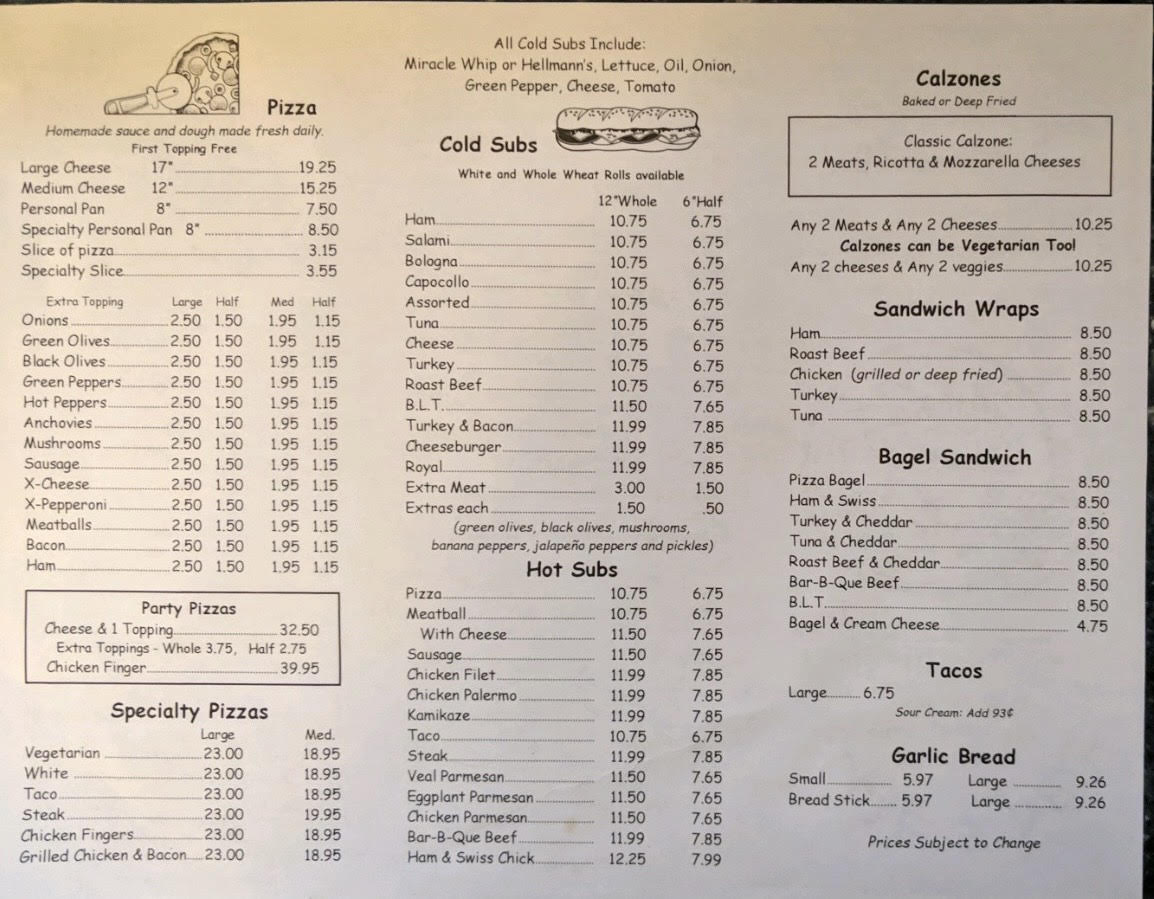 Pizza
Homemade sauce and dough made fresh daily.
First Topping Free
Large Cheese 17" 19.25
Medium Cheese 12" 15.25
Personal Pan 8" 7.50
Specialty Personal Pan 8" 8.50
Slice of pizza 3.15
Specialty Slice 3.55
Extra Topping Large Half Med Half
Onions 2.50 1.50 1.95 1.15
Green Olives 2.50 1.50 1.95 1.15
Black Olives 2.50 1.50 1.95 1.15
Green Peppers 2.50 1.50 1.95 1.15
Hot Peppers 2.50 1.50 1.95 1.15
Anchovies 2.50 1.50 1.95 1.15
Mushrooms 2.50 1.50 1.95 1.15
Sausage 2.50 1.50 1.95 1.15
X-Cheese 2.50 1.50 1.95 1.15
X-Pepperoni 2.50 1.50 1.95 1.15
Meatballs 2.50 1.50 1.95 1.15
Bacon 2.50 1.50 1.95 1.15
Ham 2.50 1.50 1.95 1.15
Party Pizzas
Cheese & 1 Topping 32.50
Extra Toppings - Whole 3.75, Half 2.75
Chicken Finger 39.95
Specialty Pizzas
Large Med.
Vegetarian 23.00 18.95
White 23.00 18.95
Taco 23.00 18.95
Steak 23.00 19.95
Chicken Fingers 23.00 18.95
Grilled Chicken & Bacon 23.00 18.95
All Cold Subs Include:
Miracle Whip or Hellmann's, Lettuce, Oil, Onion,
Green Pepper, Cheese, Tomato
Cold Subs
White and Whole Wheat Rolls available
12"Whole 6"Half
Ham 10.75 6.75
Salami 10.75 6.75
Bologna 10.75 6.75
Capocollo 10.75 6.75
Assorted 10.75 6.75
Tuna 10.75 6.75
Cheese 10.75 6.75
Turkey 10.75 6.75
Roast Beef 10.75 6.75
B.L.T. 11.50 7.65
Turkey & Bacon 11.99 7.85
Cheeseburger 11.99 7.85
Royal 11.99 7.85
Extra Meat 3.00 1.50
Extras each 1.50 .50
(green olives, black olives, mushrooms,
banana peppers, jalapeño peppers and pickles)
Hot Subs
Pizza 10.75 6.75
Meatball 10.75 6.75
With Cheese 11.50 7.65
Sausage 11.50 7.65
Chicken Filet 11.99 7.85
Chicken Palermo 11.99 7.85
Kamikaze 11.99 7.85
Taco 10.75 6.75
Steak 11.99 7.85
Veal Parmesan 11.50 7.65
Eggplant Parmesan 11.50 7.65
Chicken Parmesan 11.50 7.65
Bar-B-Que Beef 11.99 7.85
Ham & Swiss Chick 12.25 7.99
Calzones
Baked or Deep Fried
Classic Calzone:
2 Meats, Ricotta & Mozzarella Cheeses
Any 2 Meats & Any 2 Cheeses 10.25
Calzones can be Vegetarian Too!
Any 2 cheeses & Any 2 veggies 10.25
Sandwich Wraps
Ham 8.50
Roast Beef 8.50
Chicken (grilled or deep fried) 8.50
Turkey 8.50
Tuna 8.50
Bagel Sandwich
Pizza Bagel 8.50
Ham & Swiss 8.50
Turkey & Cheddar 8.50
Tuna & Cheddar 8.50
Roast Beef & Cheddar 8.50
Bar-B-Que Beef 8.50
B.L.T. 8.50
Bagel & Cream Cheese 4.75
Tacos
Large 6.75
Sour Cream: Add 93¢
Garlic Bread
Small 5.97 Large 9.26
Bread Stick 5.97 Large 9.26
Prices Subject to Change